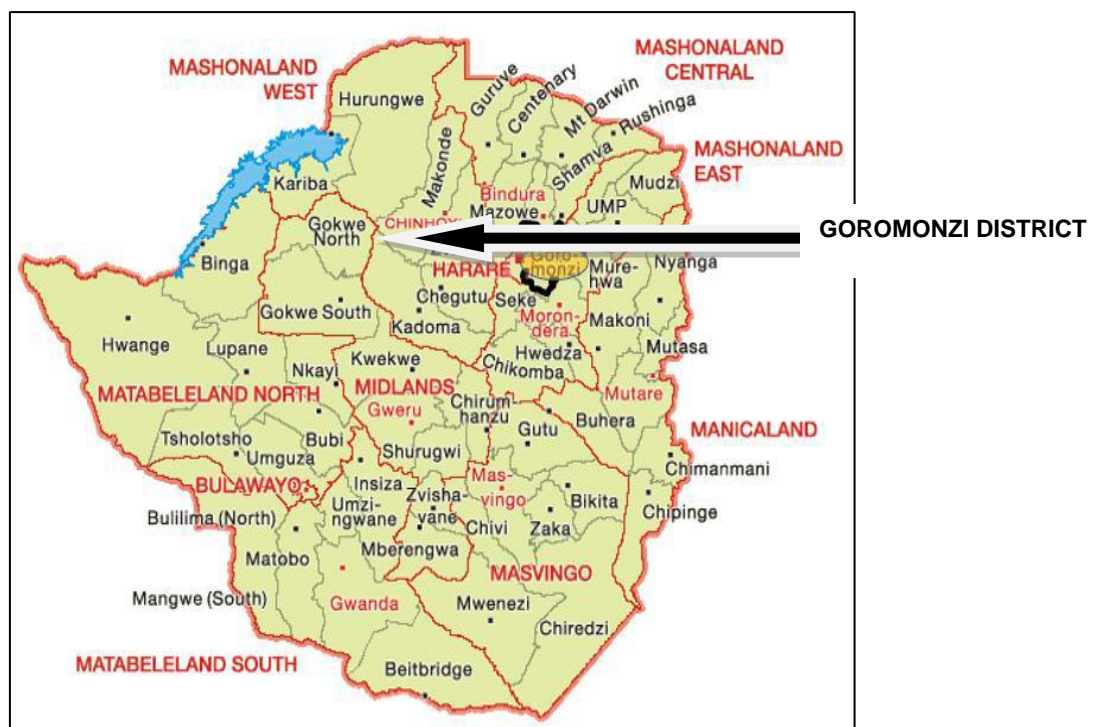 MASHONALAND
CENTRAL
MASHONALAND
WEST
Guruve
Centenary
Mt Darwin
Rushinga
Hurungwe
Makonde
Shamva
MASHONALAND
EAST
Mudzi
Kariba
Bindura
Mazowe
UMP
Gokwe
North
CHINHOY
GOROMONZI DISTRICT
Binga
HARARE
Goro-
monzi
Mure-
hwa
Nyanga
Chegutu
Seke
Gokwe South
Kadoma
Moron-
dera
Makoni
Hwange
Lupane
Kwekwe
Hwedza
Mutasa
Nkayi
Chikomba
MATABELELAND NORTH
MIDLANDS
Gweru
Chirum-
hanzu
Mutare
Buhera
MANICALAND
Gutu
Tsholotsho
Bubi
Shurugwi
Umguza
Chimanmani
BULAWAYO
Insiza
Mas-
vingo
Umzi-
ngwane
Zvisha-
vane
Bikita
Bulilima (North)
Chivi
Zaka
Chipinge
Matobo
Mberengwa
MASVINGO
Mangwe (South)
Gwanda
Mwenezi
Chiredzi
MATABELELAND SOUTH
Beitbridge